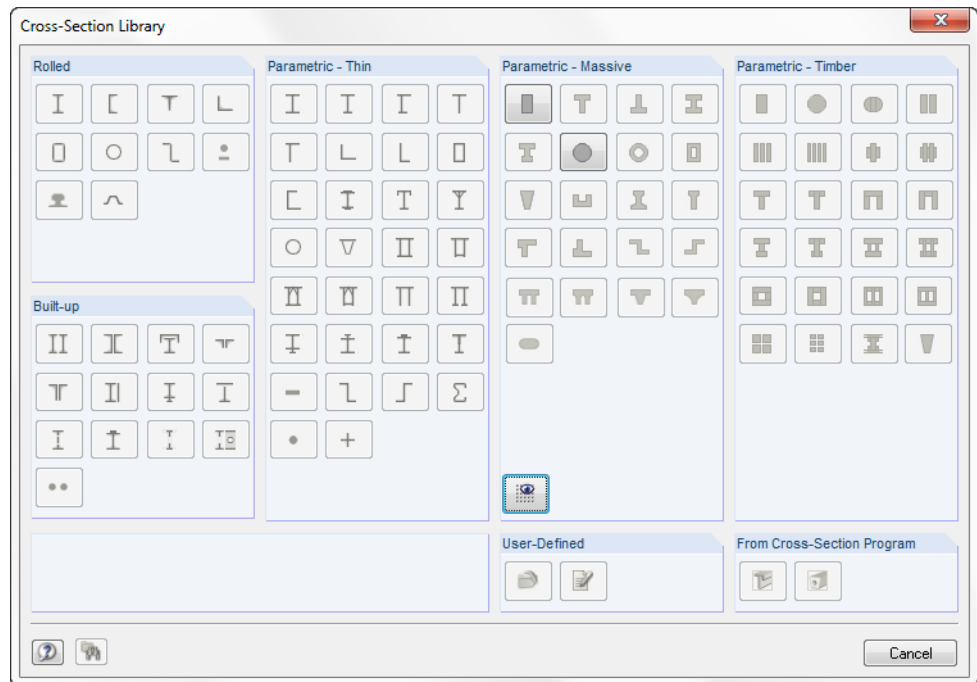 Cross-Section Library
Rolled
Parametric - Thin
Parametric - Massive
Parametric - Timber
Built-up
User-Defined
From Cross-Section Program
Cancel